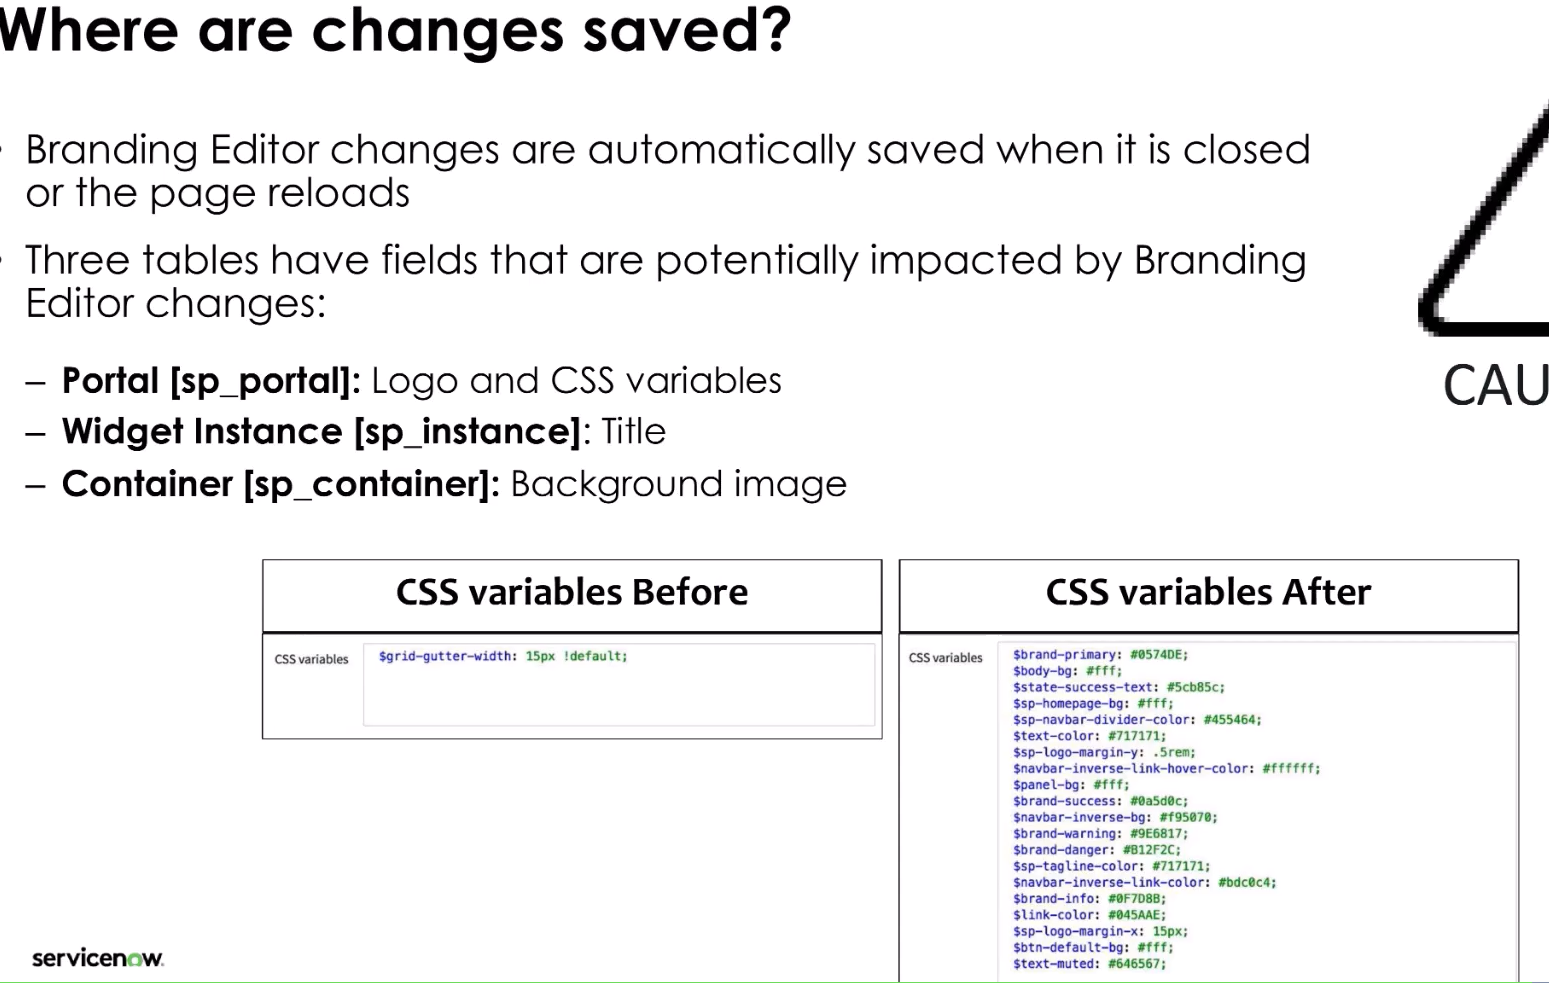 Where are changes saved?
• Branding Editor changes are automatically saved when it is closed
or the page reloads
• Three tables have fields that are potentially impacted by Branding
Editor changes:
– Portal [sp_portal]: Logo and CSS variables
– Widget Instance [sp_instance]: Title
– Container [sp_container]: Background image
CAU
CSS variables Before
CSS variables
$grid-gutter-width: 15px !default;
CSS variables After
CSS variables
$brand-primary: #0574DE;
$body-bg: #fff;
$state-success-text: #5cb85c;
$sp-homepage-bg: #fff;
$sp-navbar-divider-color: #455464;
$text-color: #717171;
$sp-logo-margin-y: .5rem;
$navbar-inverse-link-hover-color: #ffffff;
$panel-bg: #fff;
$brand-success: #0a5d0c;
$navbar-inverse-bg: #f95070;
$brand-warning: #9E6817;
$brand-danger: #B12F2C;
$sp-tagline-color: #717171;
$navbar-inverse-link-color: #bdc0c4;
$brand-info: #0F7D8B;
$link-color: #045AAE;
$sp-logo-margin-x: 15px;
$btn-default-bg: #fff;
$text-muted: #646567;
servicenow.